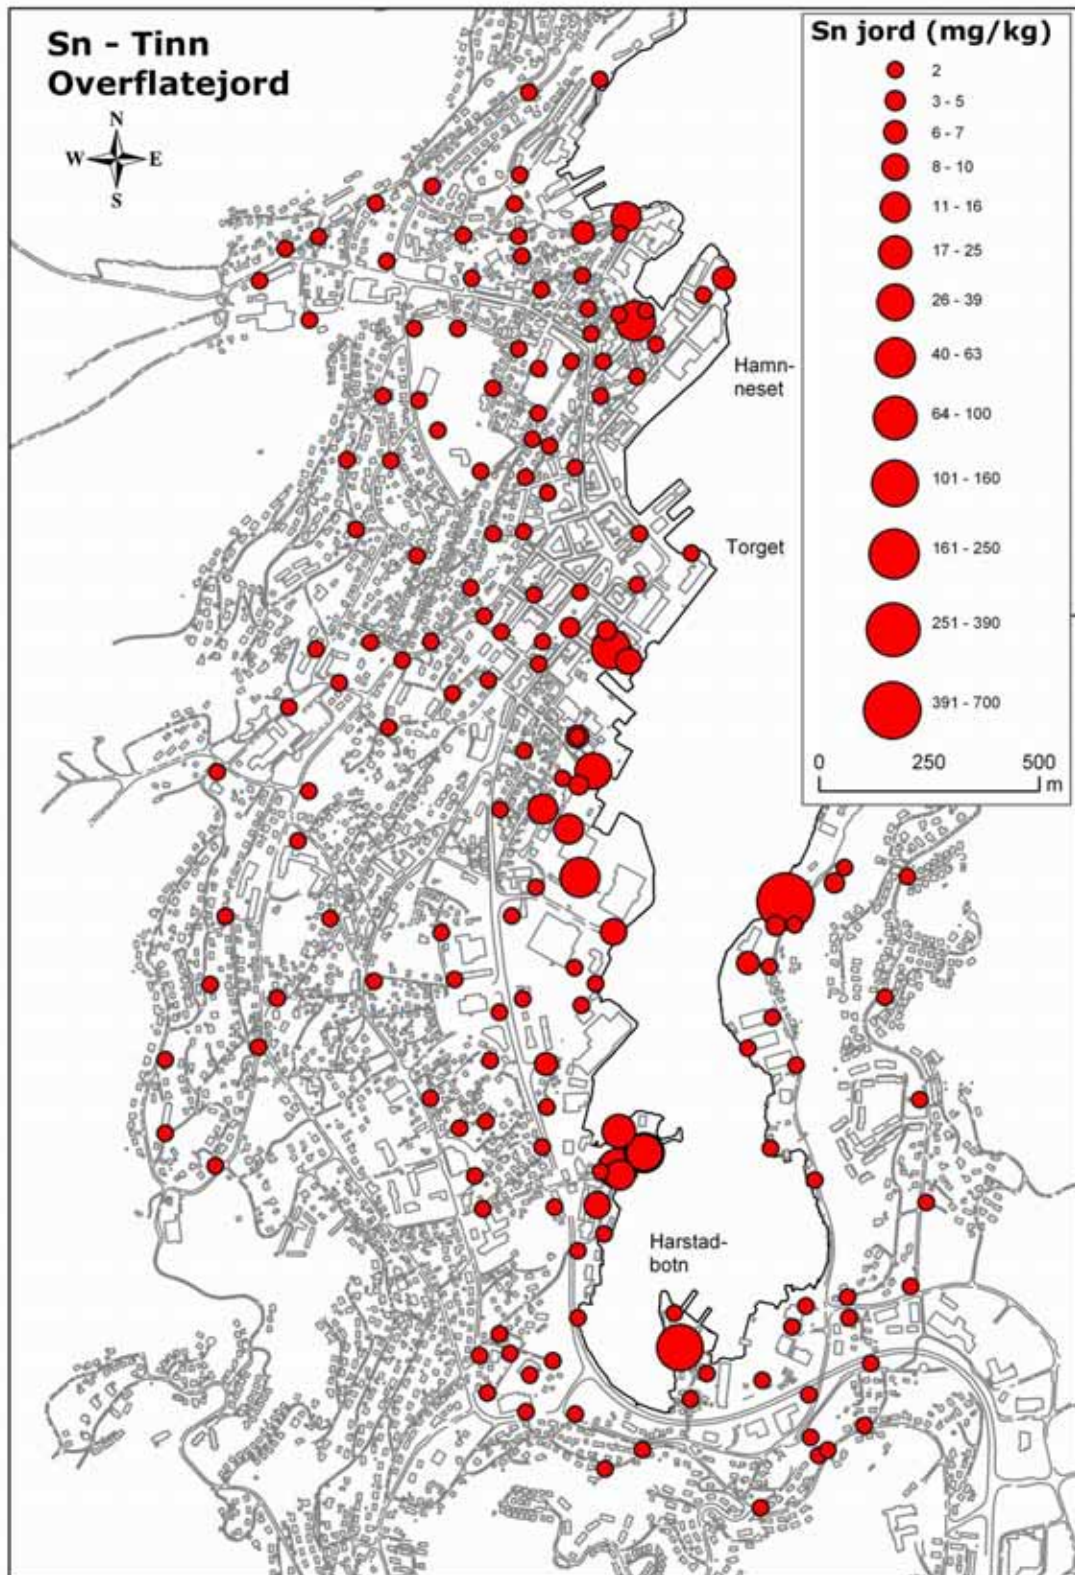 Sn - Tinn
Overflatejord
N
W E
S
Sn jord (mg/kg)
2
3 - 5
6 - 7
8 - 10
11 - 16
17 - 25
26 - 39
40 - 63
64 - 100
101 - 160
161 - 250
251 - 390
391 - 700
0 250 500
m
Hamn-
neset
Torget
Harstad-
botn